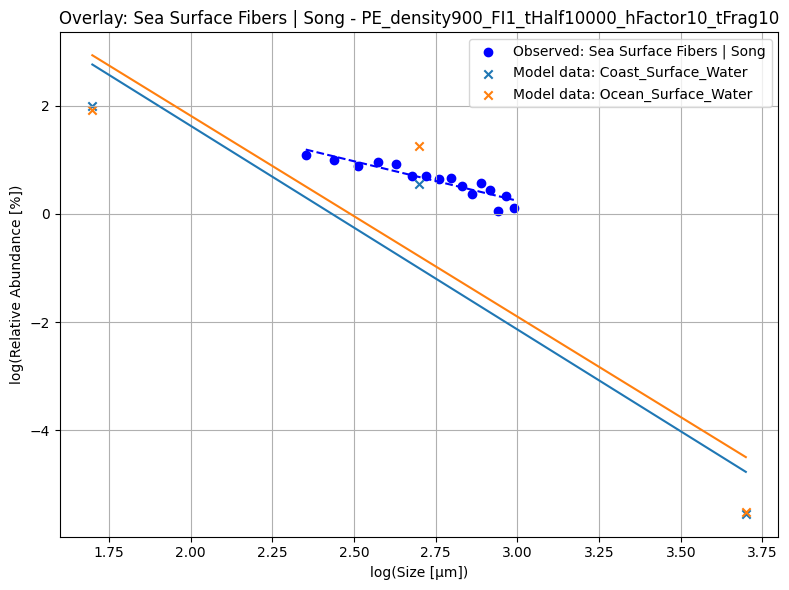 Overlay: Sea Surface Fibers | Song - PE_density900_FI1_tHalf10000_hFactor10_tFrag10
Observed: Sea Surface Fibers | Song
Model data: Coast_Surface_Water
Model data: Ocean_Surface_Water
log(Relative Abundance [%])
2
0
−2
−4
1.75 2.00 2.25 2.50 2.75 3.00 3.25 3.50 3.75
log(Size [μm])